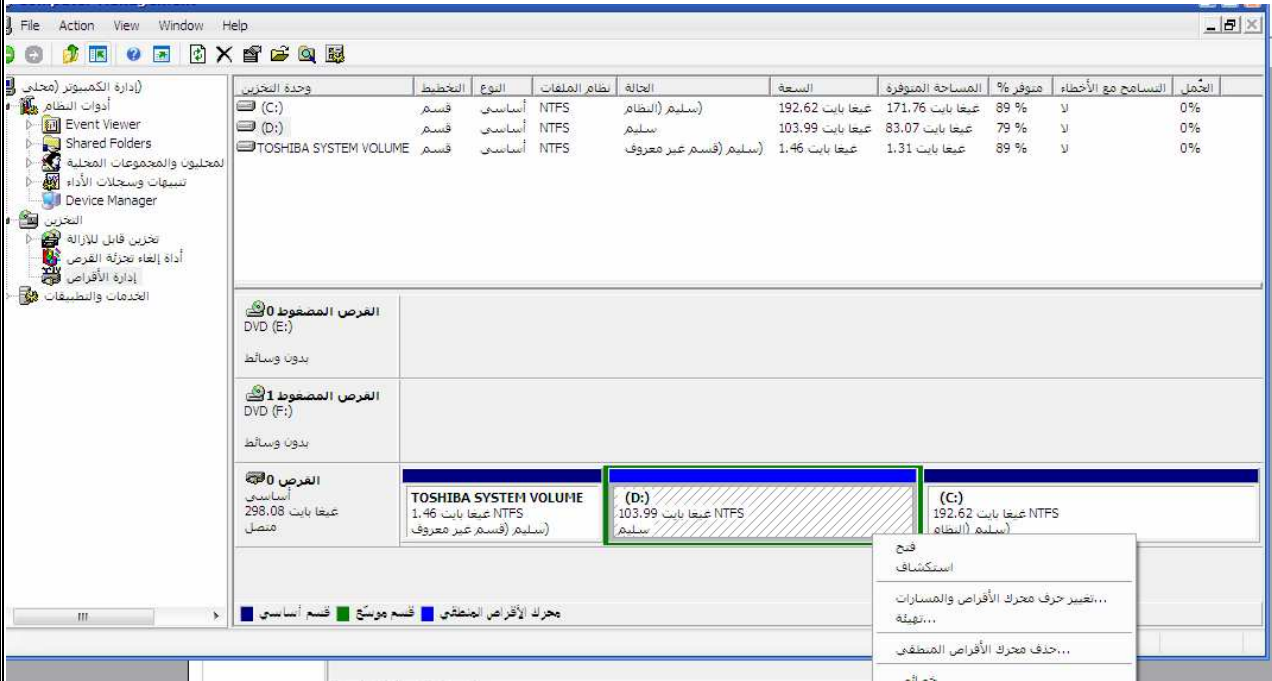 File Action View Window Help
(إدارة الكمبيوتر (محلي
أدوات النظام
Event Viewer
Shared Folders
لمحليون والمجموعات المحلية
تنبيهات وسجلات الأداء
Device Manager
التخزين
تخزين قابل للإزالة
أداة إلغاء تجزئة القرص
إدارة الأقراص
الخدمات والتطبيقات
وحدة التخزين التخطيط النوع نظام الملفات الحالة السعة المساحة المتوفرة متوفر % التسامح مع الأخطاء الحمل
(C:) قسم أساسي NTFS (سليم (النظام 192.62 غيغا بايت 171.76 غيغا بايت 89 % لا 0%
(D:) قسم أساسي NTFS سليم 103.99 غيغا بايت 83.07 غيغا بايت 79 % لا 0%
TOSHIBA SYSTEM VOLUME قسم أساسي NTFS (سليم (قسم غير معروف 1.46 غيغا بايت 1.31 غيغا بايت 89 % لا 0%
القرص المضغوط 0
DVD (E:)
بدون وسائط
القرص المضغوط 1
DVD (F:)
بدون وسائط
القرص 0
أساسي
298.08 غيغا بايت
متصل
TOSHIBA SYSTEM VOLUME
1.46 غيغا بايت NTFS
(سليم (قسم غير معروف
(D:)
103.99 غيغا بايت NTFS
سليم
(C:)
192.62 غيغا بايت NTFS
(سليم (النظام
فتح
استكشاف
تغيير حرف محرك الأقراص والمسارات...
تهيئة...
حذف محرك الأقراص المنطقي...
قسم أساسي قسم موسّع محرك الأقراص المنطقي